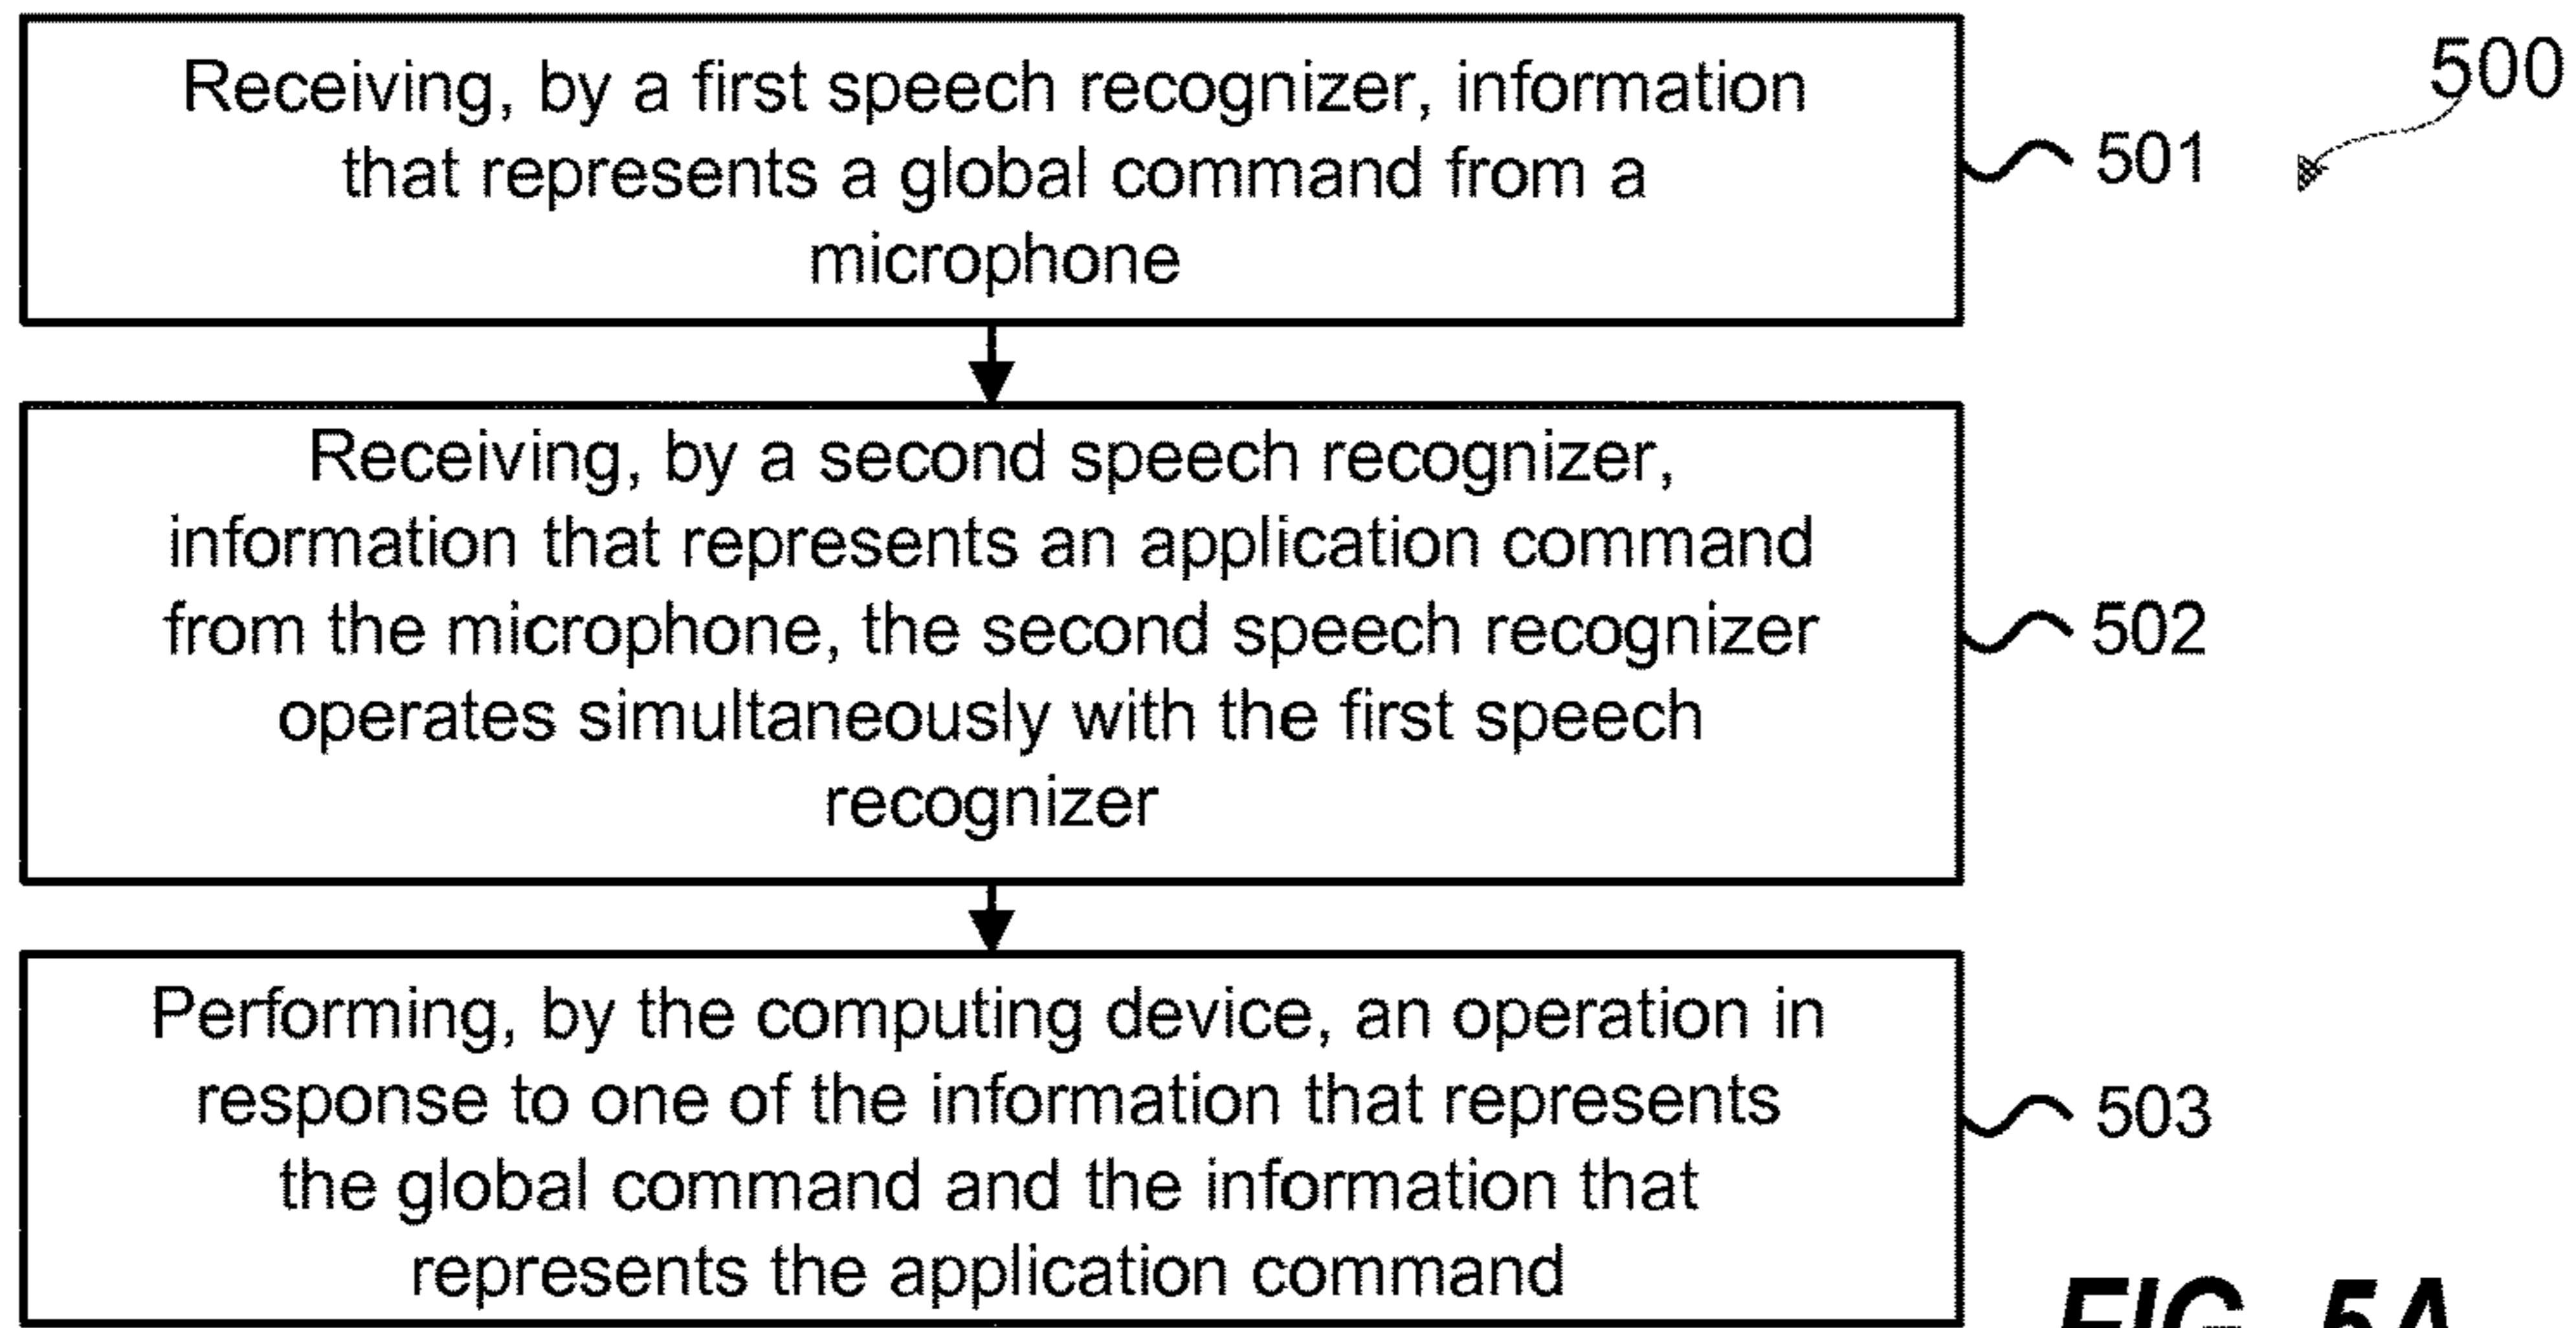 Receiving, by a first speech recognizer, information
that represents a global command from a
microphone
501
500
Receiving, by a second speech recognizer,
information that represents an application command
from the microphone, the second speech recognizer
operates simultaneously with the first speech
recognizer
502
Performing, by the computing device, an operation in
response to one of the information that represents
the global command and the information that
represents the application command
503
FIG. 5A